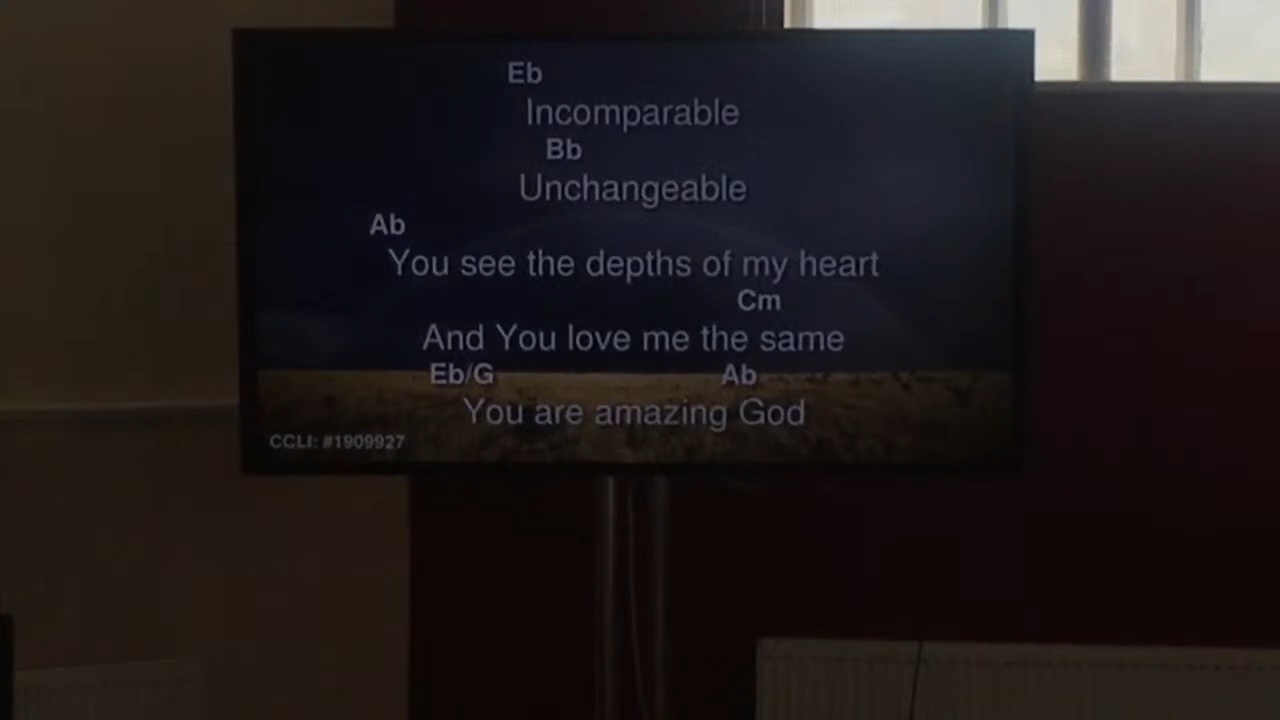 Eb
Incomparable
Bb
Unchangeable
Ab
You see the depths of my heart
Cm
And You love me the same
Eb/G Ab
You are amazing God
CCLI: #1909927